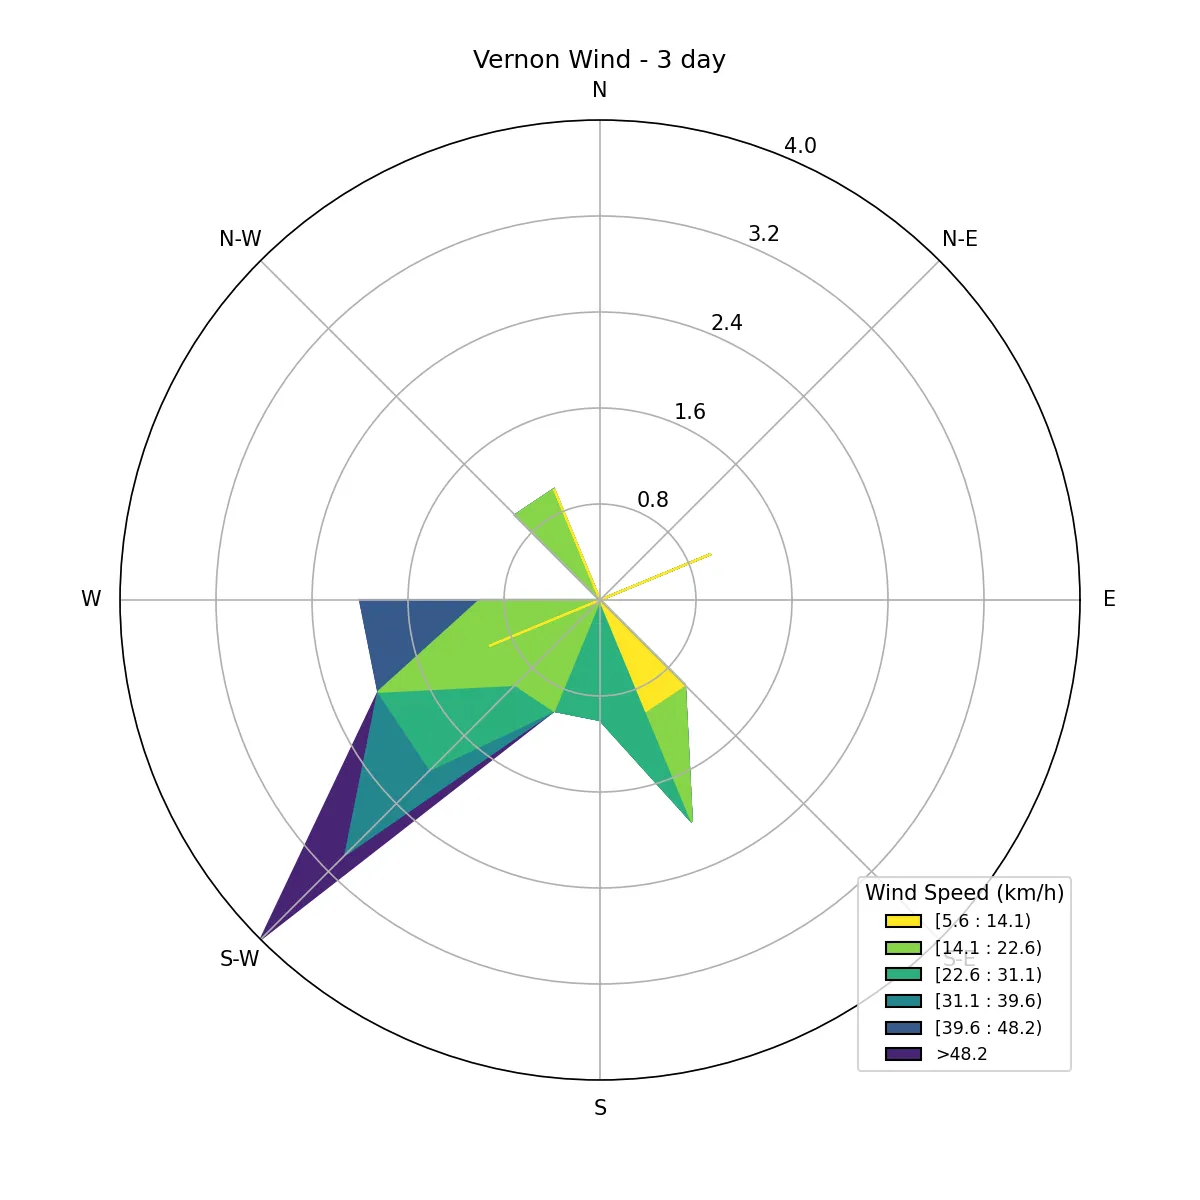 Vernon Wind - 3 day
N
4.0
N-W
3.2
N-E
2.4
1.6
0.8
W
E
S-W
S-E
S
Wind Speed (km/h)
[5.6 : 14.1)
[14.1 : 22.6)
[22.6 : 31.1)
[31.1 : 39.6)
[39.6 : 48.2)
>48.2